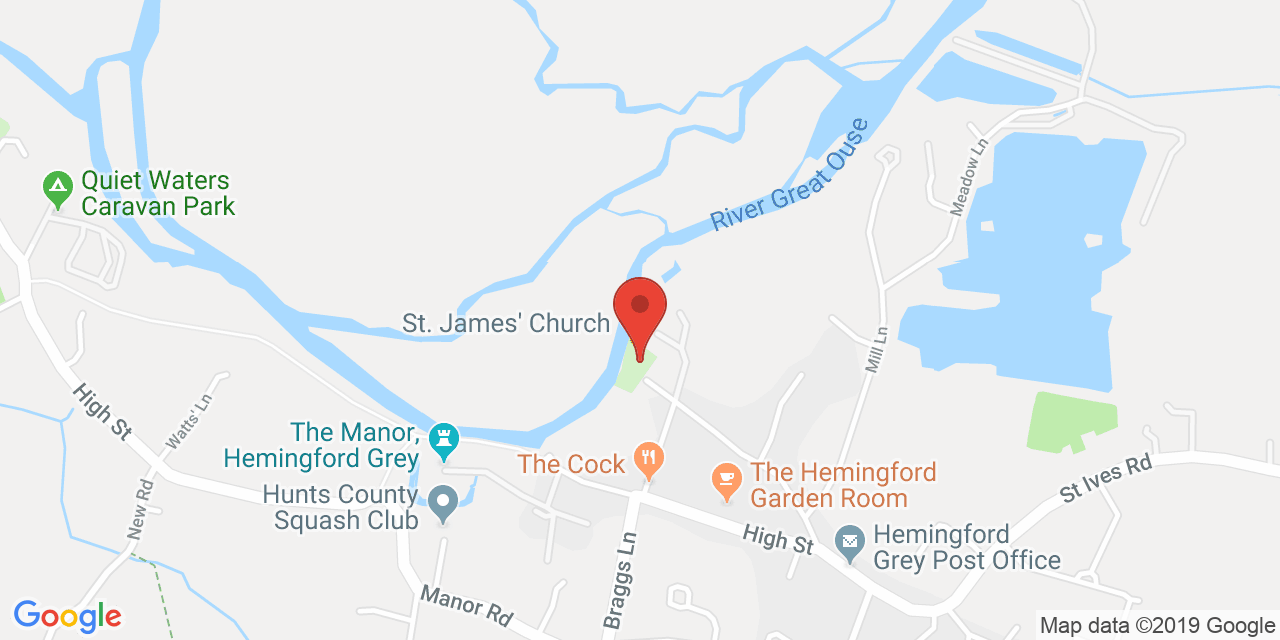 Quiet Waters
Caravan Park
River Great Ouse
Meadow Ln
St. James' Church
Mill Ln
High St
Watts' Ln
The Manor,
Hemingford Grey
The Cock
The Hemingford
Garden Room
St Ives Rd
Hunts County
Squash Club
New Rd
High St
Hemingford
Grey Post Office
Braggs Ln
Manor Rd
Google
Map data ©2019 Google